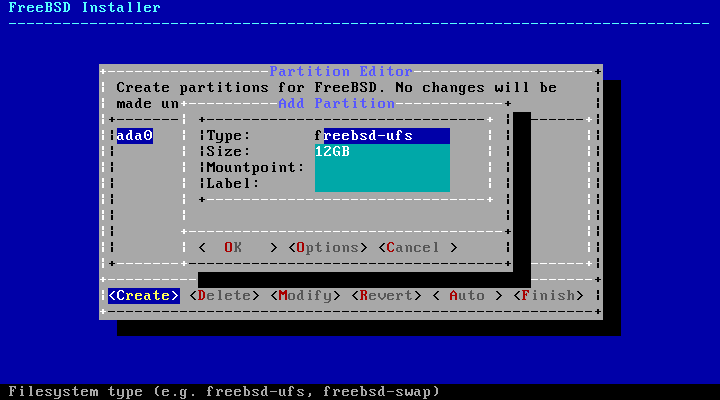 FreeBSD Installer
Partition Editor
Create partitions for FreeBSD. No changes will be
made un
Add Partition
ada0
Type: freebsd-ufs
Size: 12GB
Mountpoint:
Label:
< OK > <Options> <Cancel >
<Create> <Delete> <Modify> <Revert> < Auto > <Finish>
Filesystem type (e.g. freebsd-ufs, freebsd-swap)